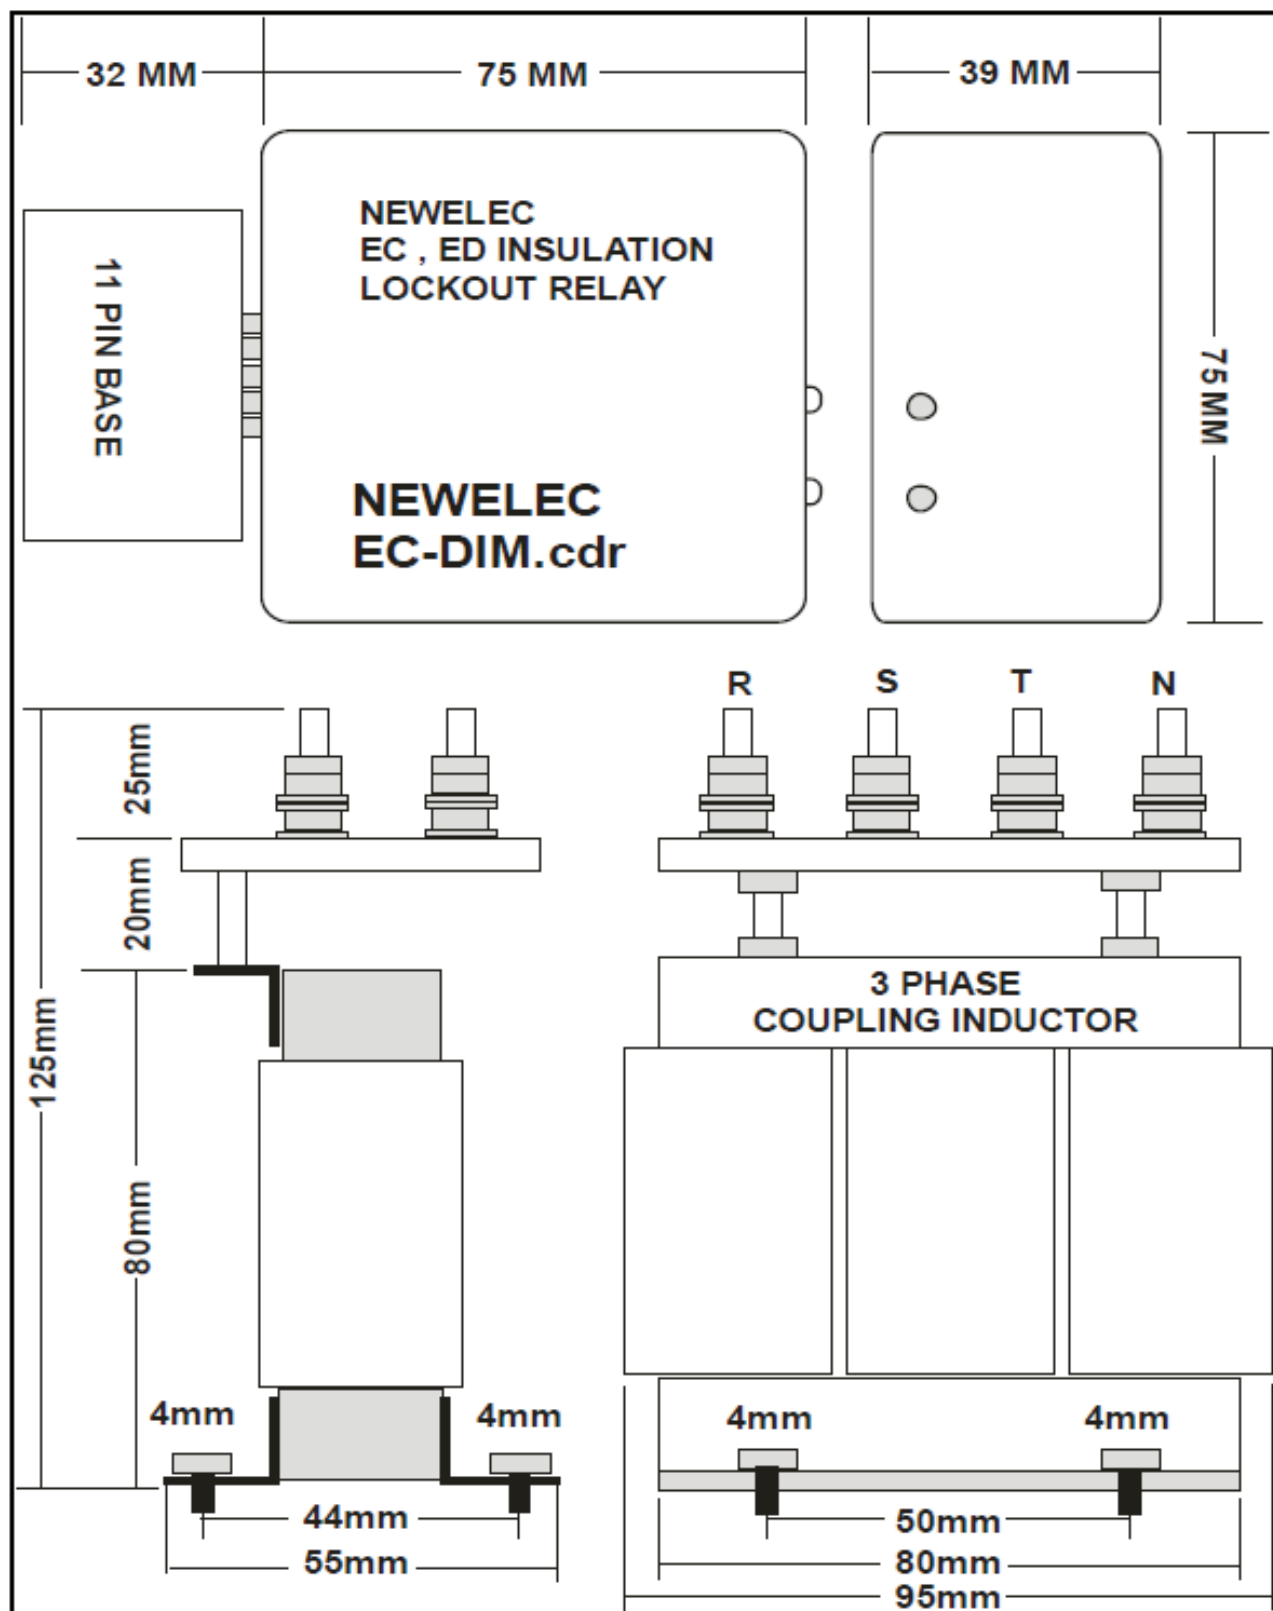 32 MM
75 MM
39 MM
NEWELEC
EC , ED INSULATION
LOCKOUT RELAY
11 PIN BASE
75 MM
NEWELEC
EC-DIM.cdr
R
S
T
N
25mm
20mm
125mm
80mm
3 PHASE
COUPLING INDUCTOR
4mm
4mm
4mm
4mm
44mm
55mm
50mm
80mm
95mm